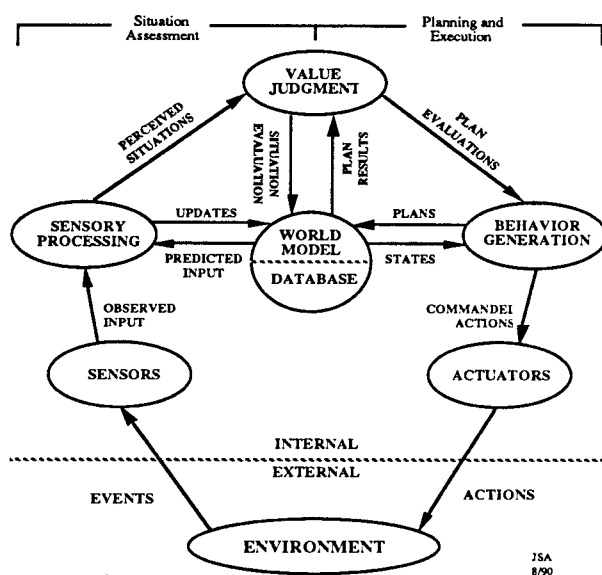 Situation
Assessment
Planning and
Execution
VALUE
JUDGMENT
PERCEIVED
SITUATIONS
SITUATION
EVALUATION
PLAN
RESULTS
PLAN
EVALUATIONS
SENSORY
PROCESSING
UPDATES
PREDICTED
INPUT
WORLD
MODEL
DATABASE
PLANS
STATES
BEHAVIOR
GENERATION
OBSERVED
INPUT
COMMANDEI
ACTIONS
SENSORS
ACTUATORS
INTERNAL
EXTERNAL
EVENTS
ACTIONS
ENVIRONMENT
JSA
8/90